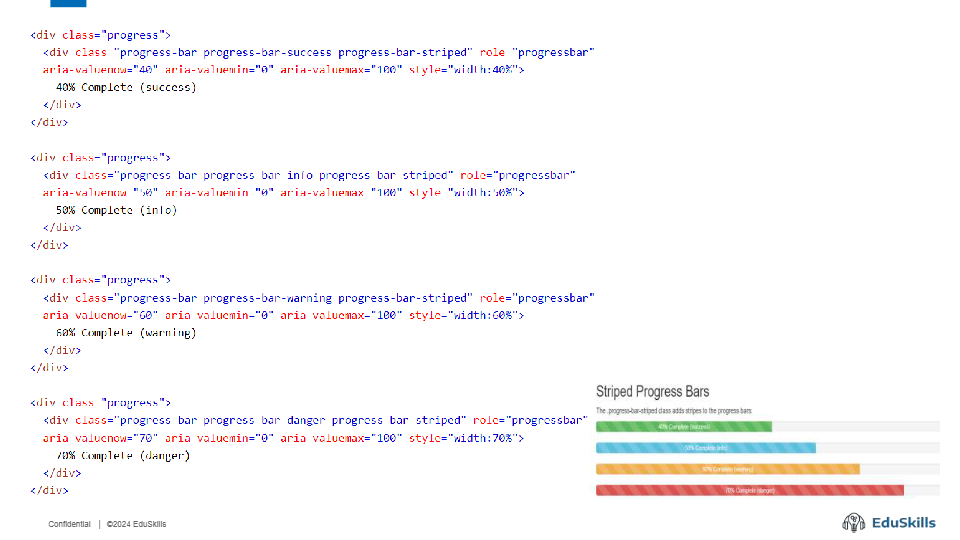 <div class="progress">
<div class "progress-bar progress-bar-success progress-bar-striped" role "progressbar"
aria-valuenow="40" aria-valuemin="0" aria-valuemax="100" style="width:40%">
40% Complete (success)
</div>
</div>
<div class="progress">
<div class="progress bar progress bar info progress bar striped" role="progressbar"
aria-valuenow "50" aria-valuemin "0" aria-valuemax "100" style "width:50%">
50% Complete (info)
</div>
</div>
<div class="progress">
<div class="progress-bar progress-bar-warning progress-bar-striped" role="progressbar"
aria valuenow="60" aria valuemin="0" aria valuemax="100" style="width:60%">
60% Complete (warning)
</div>
</div>
<div class "progress">
<div class="progress bar progress bar danger progress bar striped" role="progressbar"
aria valuenow="70" aria valuemin="0" aria valuemax="100" style="width:70%">
70% Complete (danger)
</div>
</div>
Striped Progress Bars
The .progress-bar-striped class adds stripes to the progress bars:
40% Complete (success)
50% Complete (info)
60% Complete (warning)
70% Complete (danger)
Confidential | ©2024 EduSkills
EduSkills